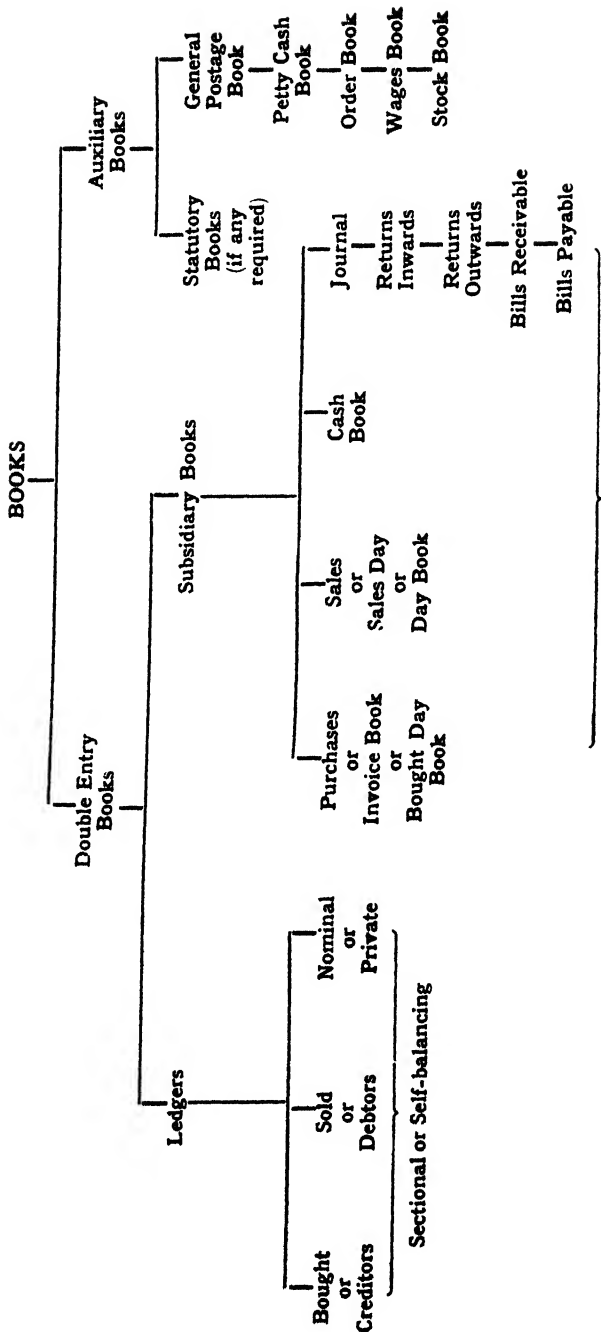 BOOKS
Double Entry
Books
Auxiliary
Books
Ledgers
Subsidiary Books
Statutory
Books
(if any
required)
General
Postage
Book
Petty Cash
Book
Order Book
Wages Book
Stock Book
Bought
or
Creditors
Sold
or
Debtors
Nominal
or
Private
Sectional or Self-balancing
Purchases
or
Invoice Book
or
Bought Day
Book
Sales
or
Sales Day
or
Day Book
Cash
Book
Journal
Returns
Inwards
Returns
Outwards
Bills Receivable
Bills Payable